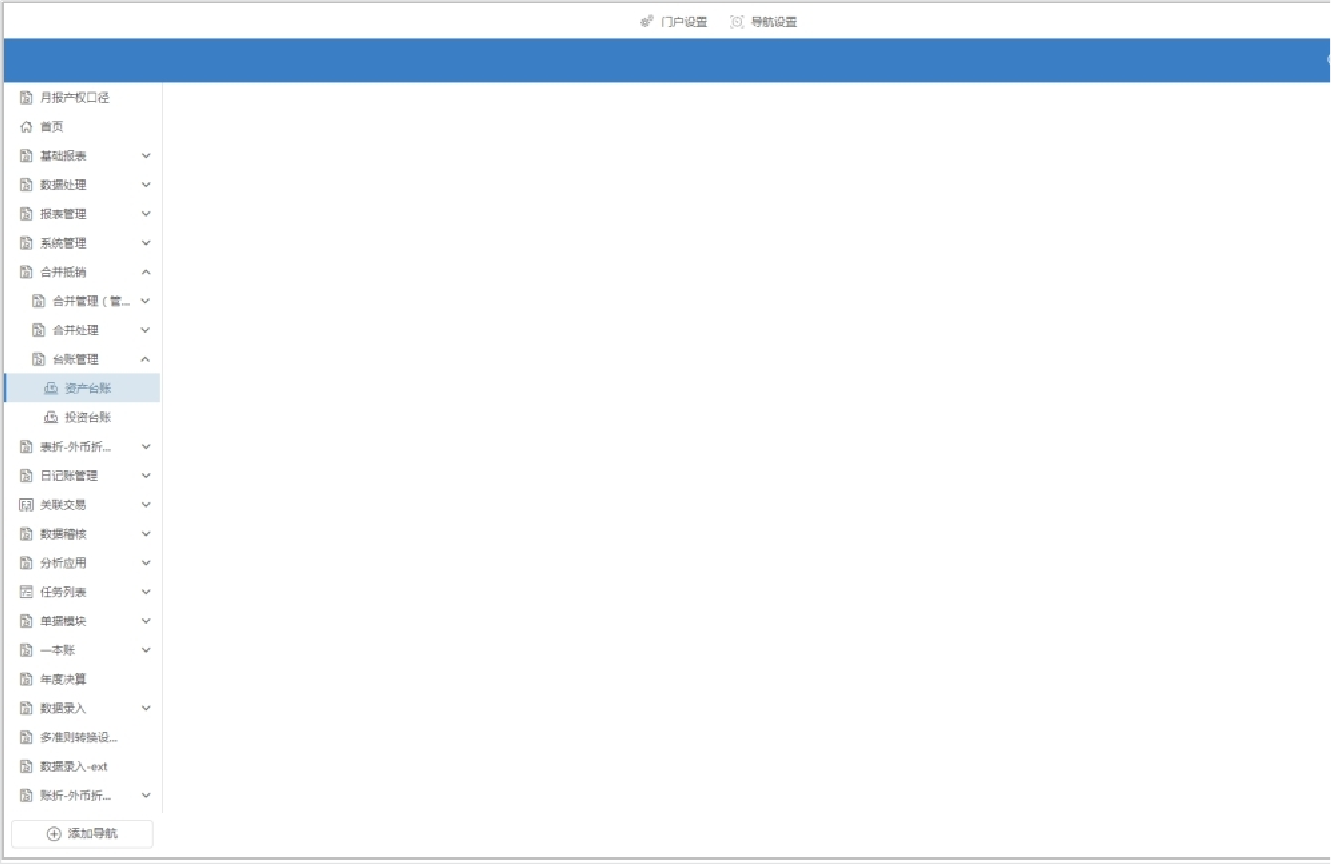 门户设置 导航设置
月报产权口径
首页
基础报表
数据处理
报表管理
系统管理
合并抵销
合并管理（管...
合并处理
台账管理
资产台账
投资台账
表折-外币折...
日记账管理
关联交易
数据稽核
分析应用
任务列表
单据模块
一本账
年度决算
数据录入
多准则转换设...
数据录入-ext
账折-外币折...
添加导航